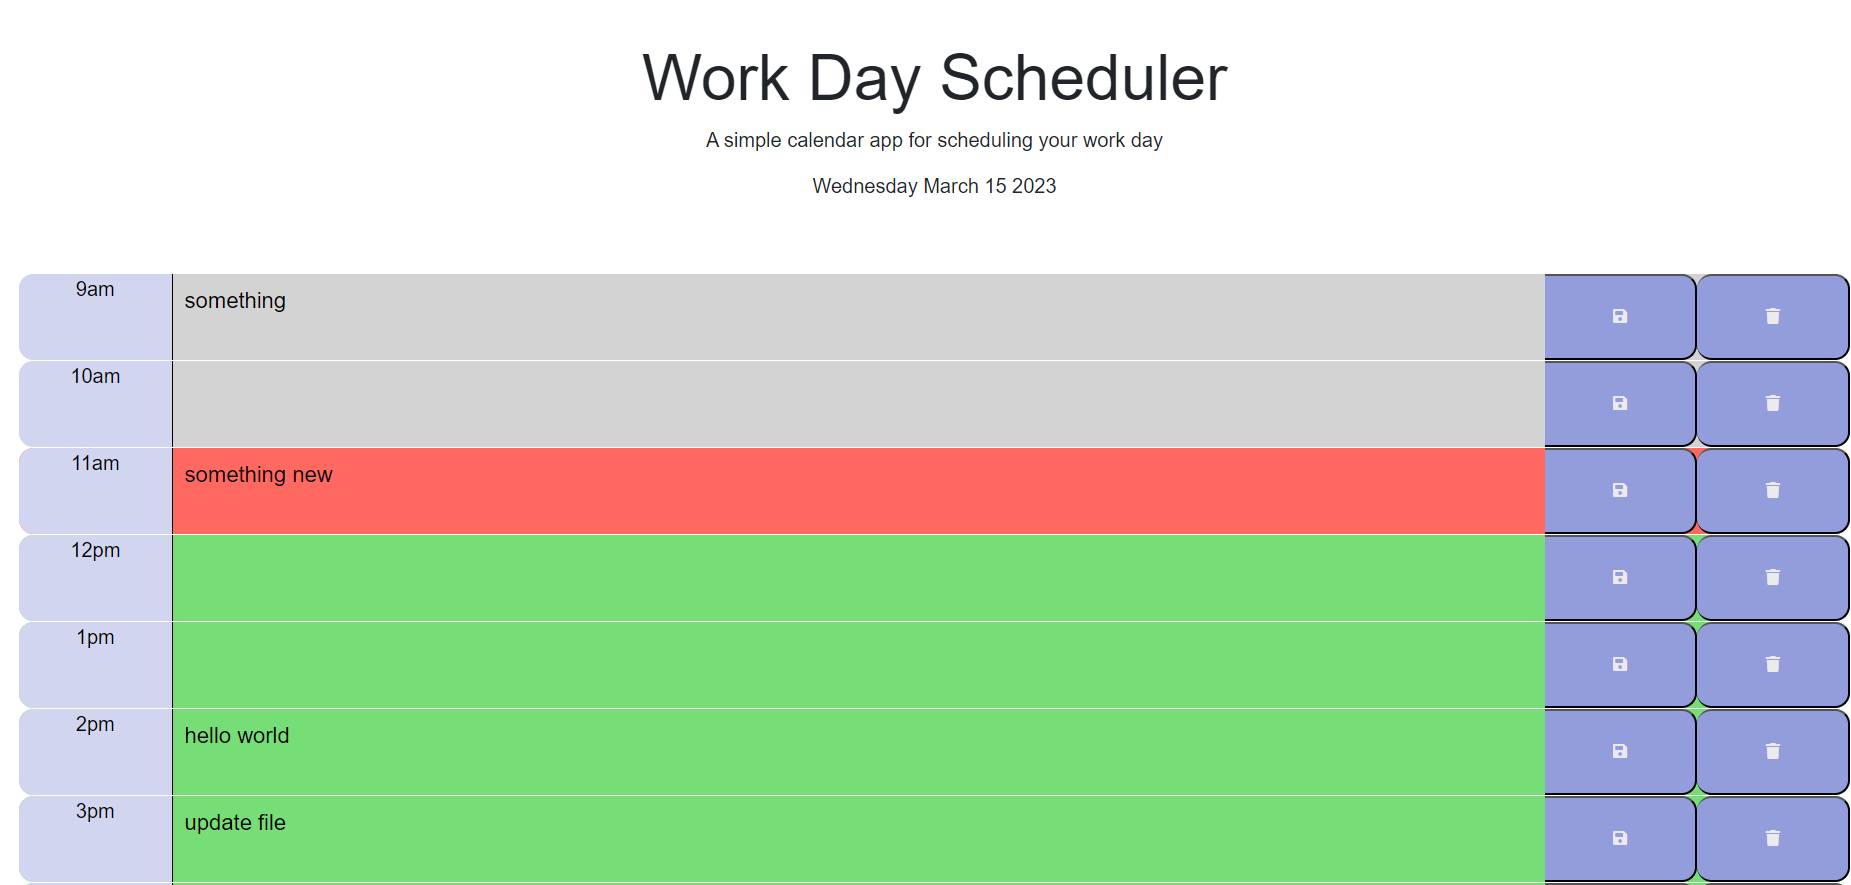 Work Day Scheduler
A simple calendar app for scheduling your work day
Wednesday March 15 2023
9am
something
10am
11am
something new
12pm
1pm
2pm
hello world
3pm
update file